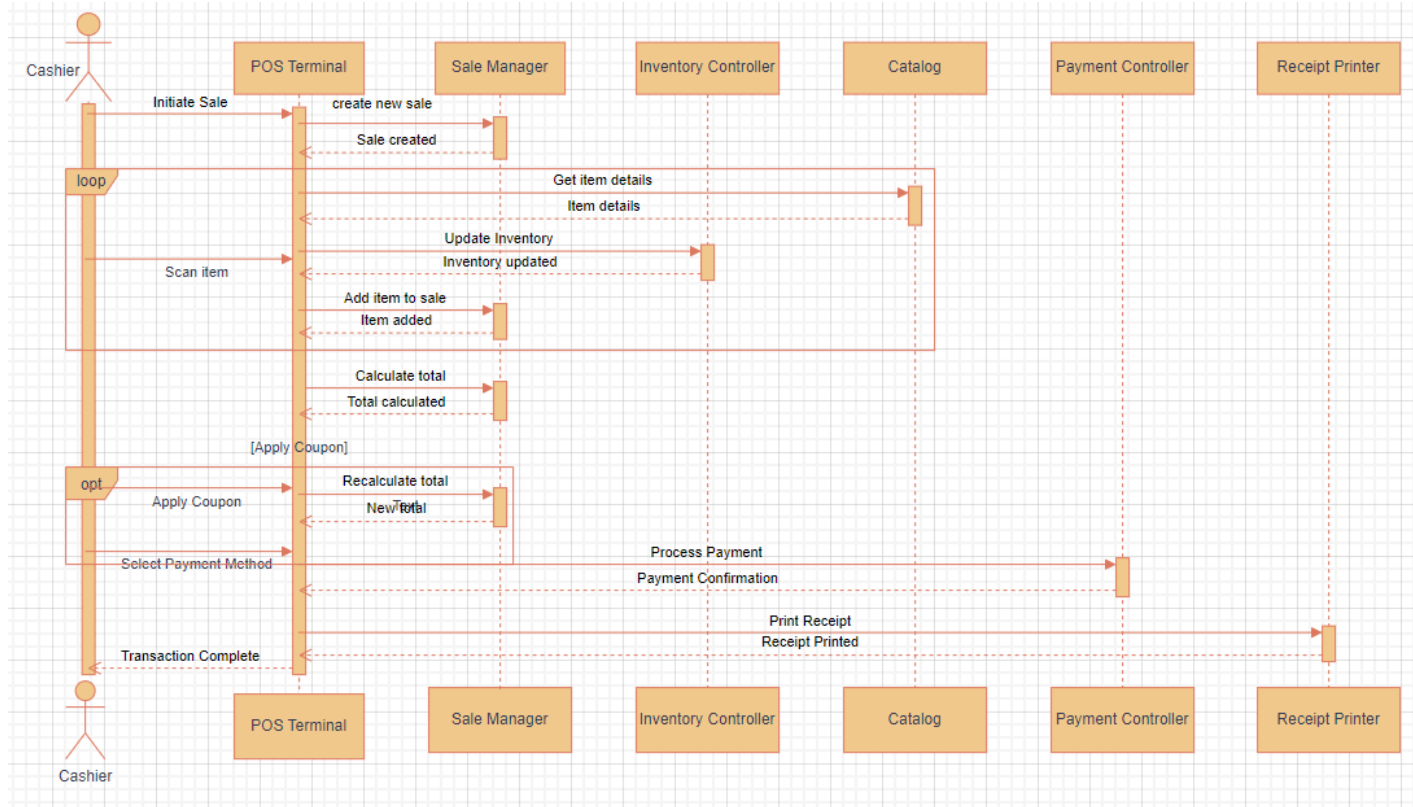 Cashier
POS Terminal
Sale Manager
Inventory Controller
Catalog
Payment Controller
Receipt Printer
Initiate Sale
create new sale
Sale created
loop
Get item details
Item details
Update Inventory
Scan item
Inventory updated
Add item to sale
Item added
Calculate total
Total calculated
[Apply Coupon]
opt
Recalculate total
Apply Coupon
Text
New total
Select Payment Method
Process Payment
Payment Confirmation
Print Receipt
Receipt Printed
Transaction Complete
POS Terminal
Sale Manager
Inventory Controller
Catalog
Payment Controller
Receipt Printer
Cashier